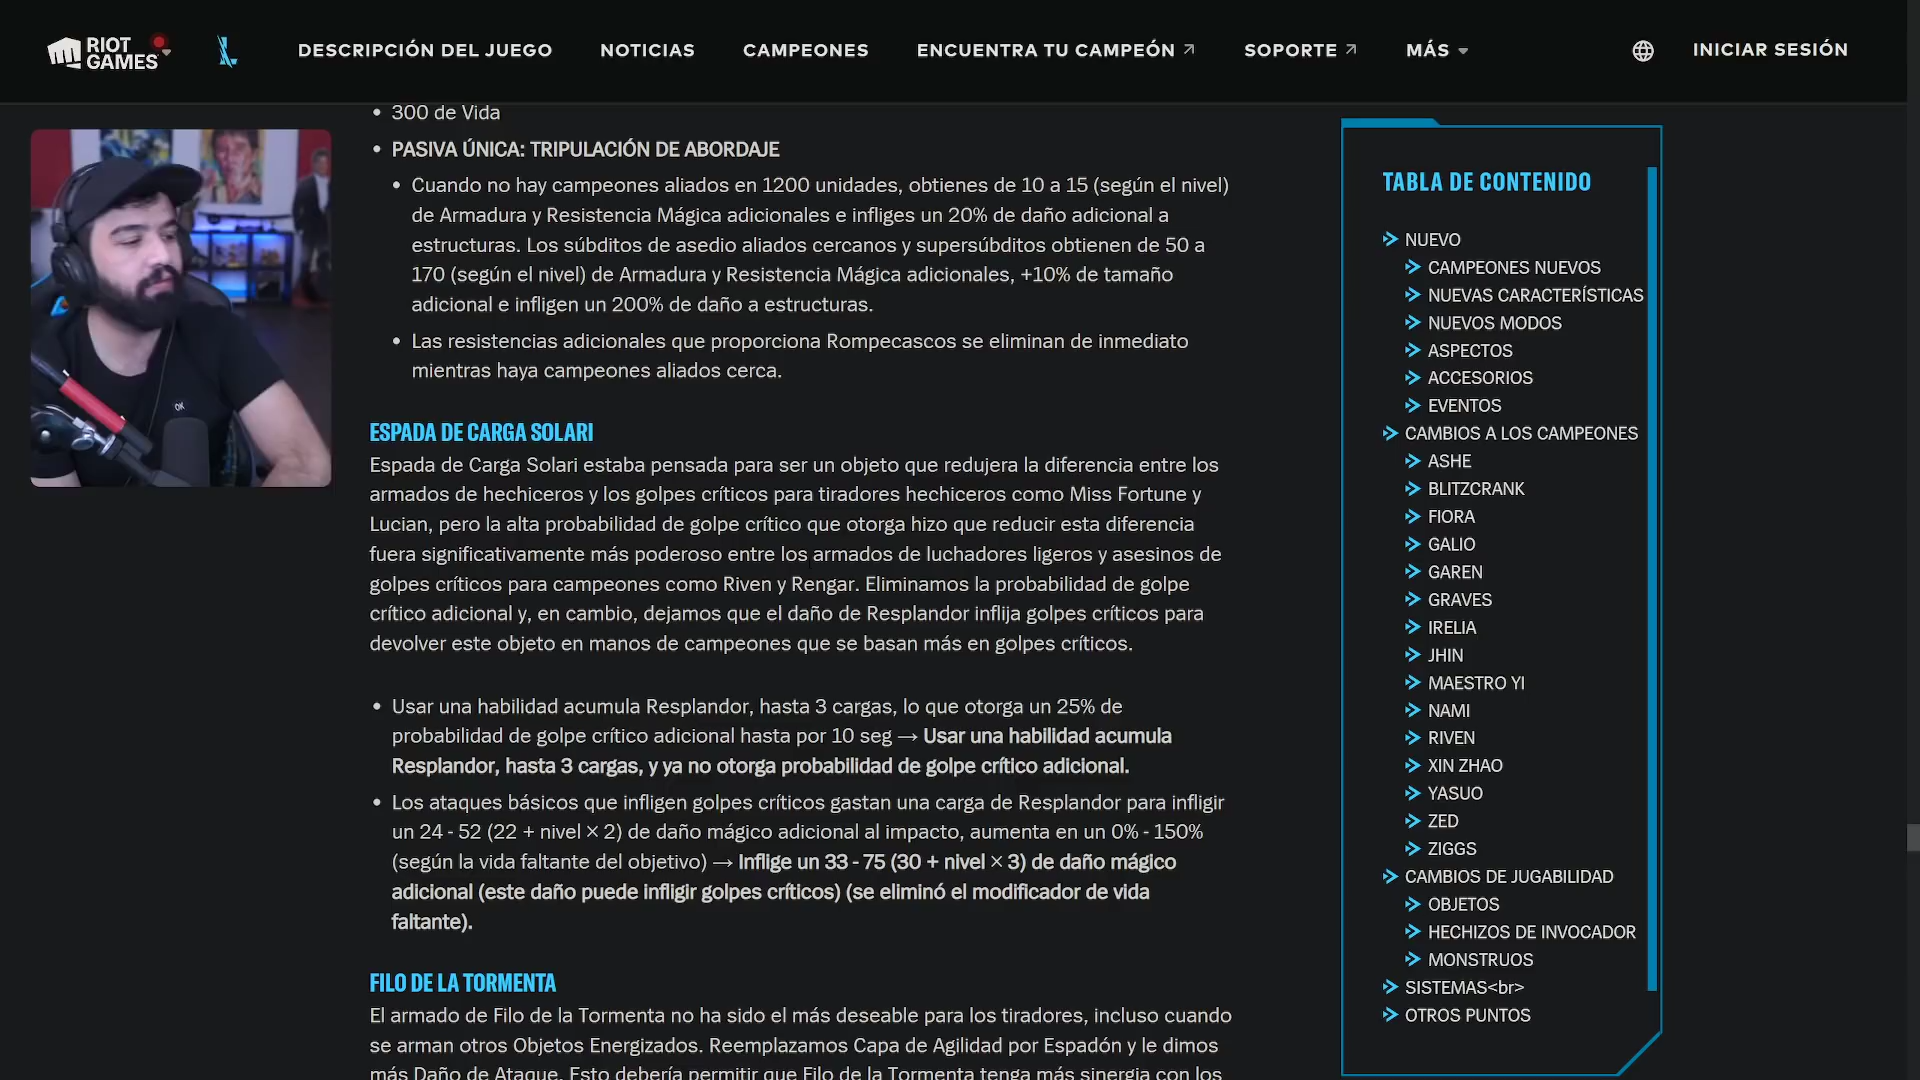 RIOT GAMES
DESCRIPCIÓN DEL JUEGO
NOTICIAS
CAMPEONES
ENCUENTRA TU CAMPEÓN
SOPORTE
MÁS
INICIAR SESIÓN
300 de Vida
PASIVA ÚNICA: TRIPULACIÓN DE ABORDAJE
Cuando no hay campeones aliados en 1200 unidades, obtienes de 10 a 15 (según el nivel)
de Armadura y Resistencia Mágica adicionales e infliges un 20% de daño adicional a
estructuras. Los súbditos de asedio aliados cercanos y supersúbditos obtienen de 50 a
170 (según el nivel) de Armadura y Resistencia Mágica adicionales, +10% de tamaño
adicional e infligen un 200% de daño a estructuras.
Las resistencias adicionales que proporciona Rompecascos se eliminan de inmediato
mientras haya campeones aliados cerca.
ESPADA DE CARGA SOLARI
Espada de Carga Solari estaba pensada para ser un objeto que redujera la diferencia entre los
armados de hechiceros y los golpes críticos para tiradores hechiceros como Miss Fortune y
Lucian, pero la alta probabilidad de golpe crítico que otorga hizo que reducir esta diferencia
fuera significativamente más poderoso entre los armados de luchadores ligeros y asesinos de
golpes críticos para campeones como Riven y Rengar. Eliminamos la probabilidad de golpe
crítico adicional y, en cambio, dejamos que el daño de Resplandor inflija golpes críticos para
devolver este objeto en manos de campeones que se basan más en golpes críticos.
Usar una habilidad acumula Resplandor, hasta 3 cargas, lo que otorga un 25% de
probabilidad de golpe crítico adicional hasta por 10 seg → Usar una habilidad acumula
Resplandor, hasta 3 cargas, y ya no otorga probabilidad de golpe crítico adicional.
Los ataques básicos que infligen golpes críticos gastan una carga de Resplandor para infligir
un 24 - 52 (22 + nivel × 2) de daño mágico adicional al impacto, aumenta en un 0% - 150%
(según la vida faltante del objetivo) → Inflige un 33 - 75 (30 + nivel × 3) de daño mágico
adicional (este daño puede infligir golpes críticos) (se eliminó el modificador de vida
faltante).
FILO DE LA TORMENTA
El armado de Filo de la Tormenta no ha sido el más deseable para los tiradores, incluso cuando
se arman otros Objetos Energizados. Reemplazamos Capa de Agilidad por Espadón y le dimos
más Daño de Ataque. Esto debería permitir que Filo de la Tormenta tenga más sinergia con los
TABLA DE CONTENIDO
NUEVO
CAMPEONES NUEVOS
NUEVAS CARACTERÍSTICAS
NUEVOS MODOS
ASPECTOS
ACCESORIOS
EVENTOS
CAMBIOS A LOS CAMPEONES
ASHE
BLITZCRANK
FIORA
GALIO
GAREN
GRAVES
IRELIA
JHIN
MAESTRO YI
NAMI
RIVEN
XIN ZHAO
YASUO
ZED
ZIGGS
CAMBIOS DE JUGABILIDAD
OBJETOS
HECHIZOS DE INVOCADOR
MONSTRUOS
SISTEMAS<br>
OTROS PUNTOS
OK